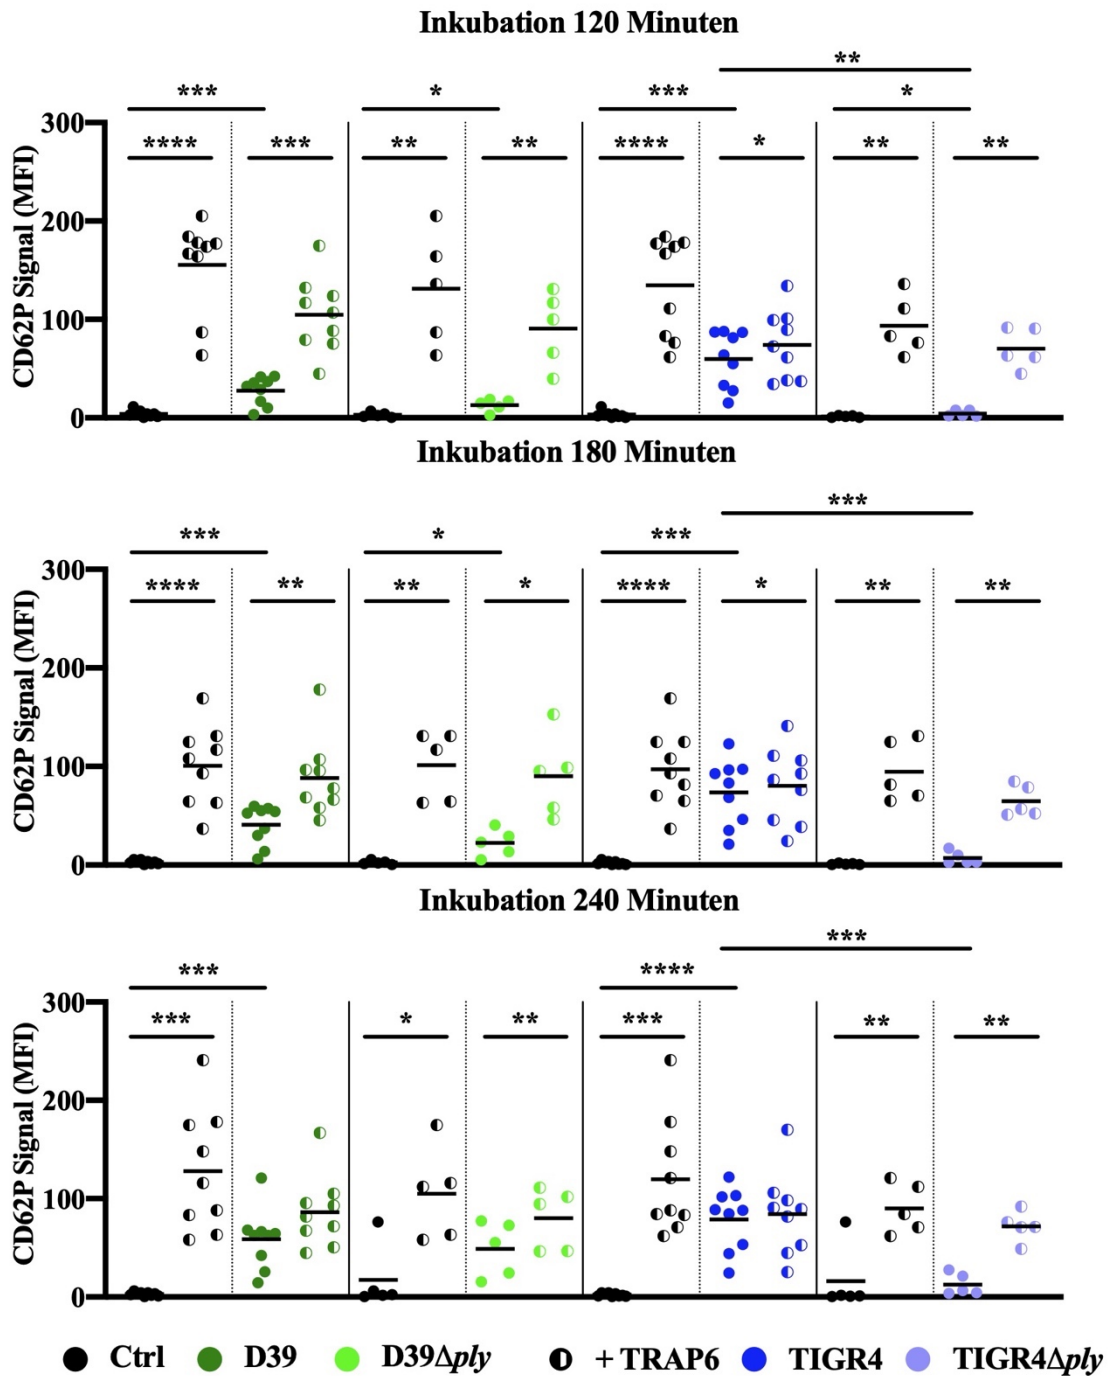 Inkubation 120 Minuten
**
*** * *** *
300
**** *** ** ** **** * ** **
CD62P Signal (MFI)
200
100
0
Inkubation 180 Minuten
***
*** * ***
300
**** ** ** * **** * ** **
CD62P Signal (MFI)
200
100
0
Inkubation 240 Minuten
***
*** ****
300
*** * ** *** ** **
CD62P Signal (MFI)
200
100
0
Ctrl D39 D39Δply + TRAP6 TIGR4 TIGR4Δply